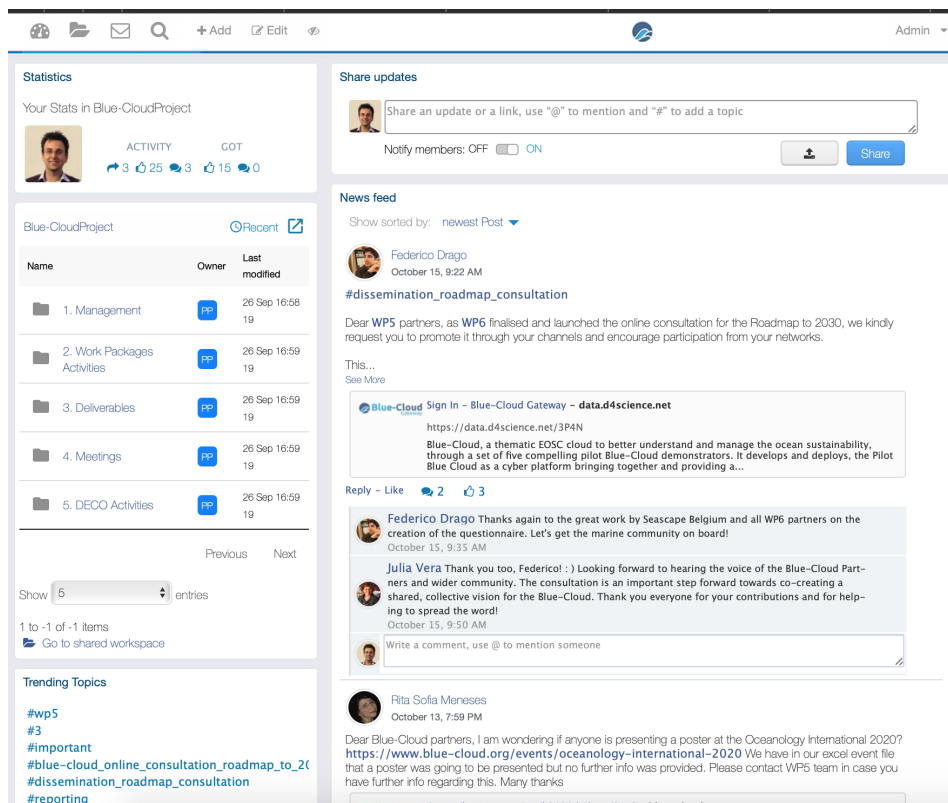 Add
Edit
Admin
Statistics
Your Stats in Blue-CloudProject
ACTIVITY GOT
3 25 3 15 0
Blue-CloudProject Recent
Name Owner Last modified
1. Management PP 26 Sep 16:58 19
2. Work Packages Activities PP 26 Sep 16:59 19
3. Deliverables PP 26 Sep 16:59 19
4. Meetings PP 26 Sep 16:59 19
5. DECO Activities PP 26 Sep 16:59 19
Previous Next
Show 5 entries
1 to -1 of -1 items
Go to shared workspace
Trending Topics
#wp5
#3
#important
#blue-cloud_online_consultation_roadmap_to_20
#dissemination_roadmap_consultation
#reporting
Share updates
Share an update or a link, use "@" to mention and "#" to add a topic
Notify members: OFF ON
Share
News feed
Show sorted by: newest Post
Federico Drago
October 15, 9:22 AM
#dissemination_roadmap_consultation
Dear WP5 partners, as WP6 finalised and launched the online consultation for the Roadmap to 2030, we kindly
request you to promote it through your channels and encourage participation from your networks.
This...
See More
Blue-Cloud Gateway
Sign In - Blue-Cloud Gateway - data.d4science.net
https://data.d4science.net/3P4N
Blue-Cloud, a thematic EOSC cloud to better understand and manage the ocean sustainability,
through a set of five compelling pilot Blue-Cloud demonstrators. It develops and deploys, the Pilot
Blue Cloud as a cyber platform bringing together and providing a...
Reply - Like 2 3
Federico Drago Thanks again to the great work by Seascape Belgium and all WP6 partners on the
creation of the questionnaire. Let's get the marine community on board!
October 15, 9:35 AM
Julia Vera Thank you too, Federico! : ) Looking forward to hearing the voice of the Blue-Cloud Part-
ners and wider community. The consultation is an important step forward towards co-creating a
shared, collective vision for the Blue-Cloud. Thank you everyone for your contributions and for help-
ing to spread the word!
October 15, 9:50 AM
Write a comment, use @ to mention someone
Rita Sofia Meneses
October 13, 7:59 PM
Dear Blue-Cloud partners, I am wondering if anyone is presenting a poster at the Oceanology International 2020?
https://www.blue-cloud.org/events/oceanology-international-2020 We have in our excel event file
that a poster was going to be presented but no further info was provided. Please contact WP5 team in case you
have further info regarding this. Many thanks